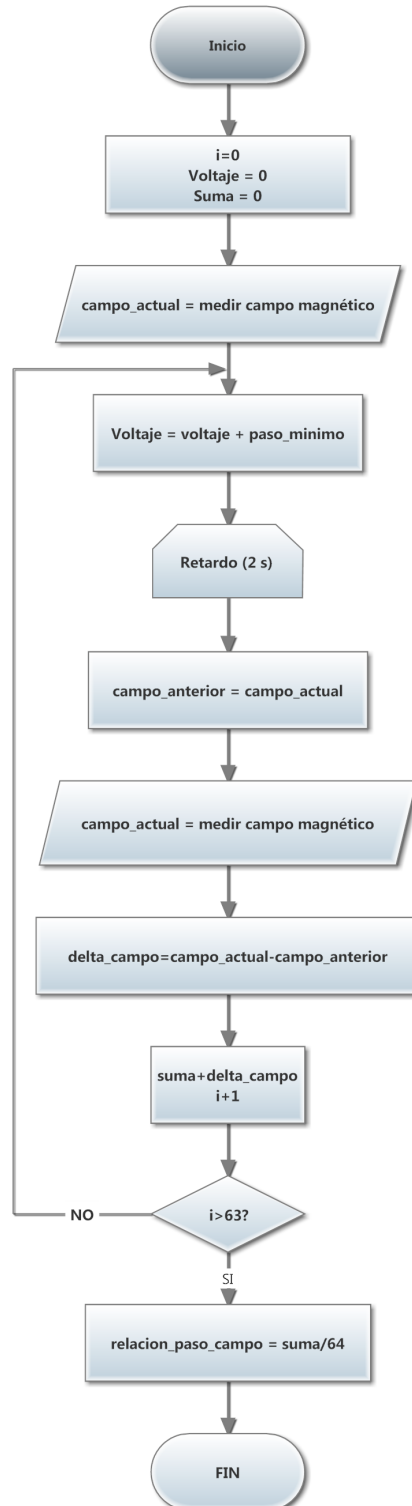 Inicio
i=0
Voltaje = 0
Suma = 0
campo_actual = medir campo magnético
Voltaje = voltaje + paso_minimo
Retardo (2 s)
campo_anterior = campo_actual
campo_actual = medir campo magnético
delta_campo=campo_actual-campo_anterior
suma+delta_campo
i+1
i>63?
NO
SI
relacion_paso_campo = suma/64
FIN